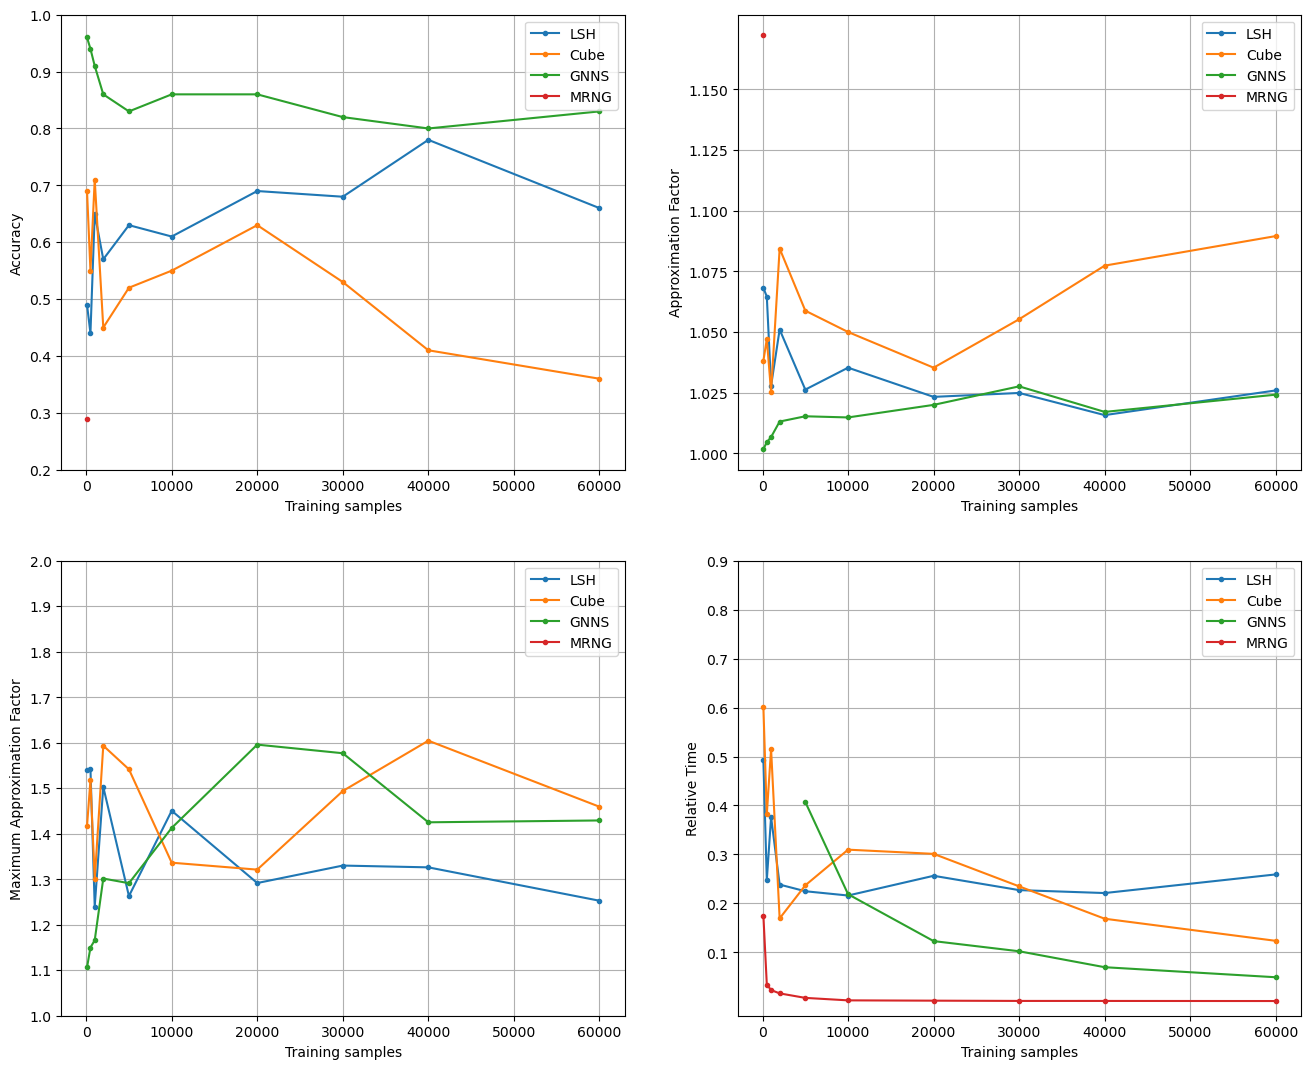 1.0
0.9
0.8
0.7
0.6
0.5
0.4
0.3
0.2
Accuracy
0
10000
20000
30000
40000
50000
60000
Training samples
LSH
Cube
GNNS
MRNG
1.150
1.125
1.100
1.075
1.050
1.025
1.000
Approximation Factor
0
10000
20000
30000
40000
50000
60000
Training samples
LSH
Cube
GNNS
MRNG
2.0
1.9
1.8
1.7
1.6
1.5
1.4
1.3
1.2
1.1
1.0
Maximum Approximation Factor
0
10000
20000
30000
40000
50000
60000
Training samples
LSH
Cube
GNNS
MRNG
0.9
0.8
0.7
0.6
0.5
0.4
0.3
0.2
0.1
Relative Time
0
10000
20000
30000
40000
50000
60000
Training samples
LSH
Cube
GNNS
MRNG